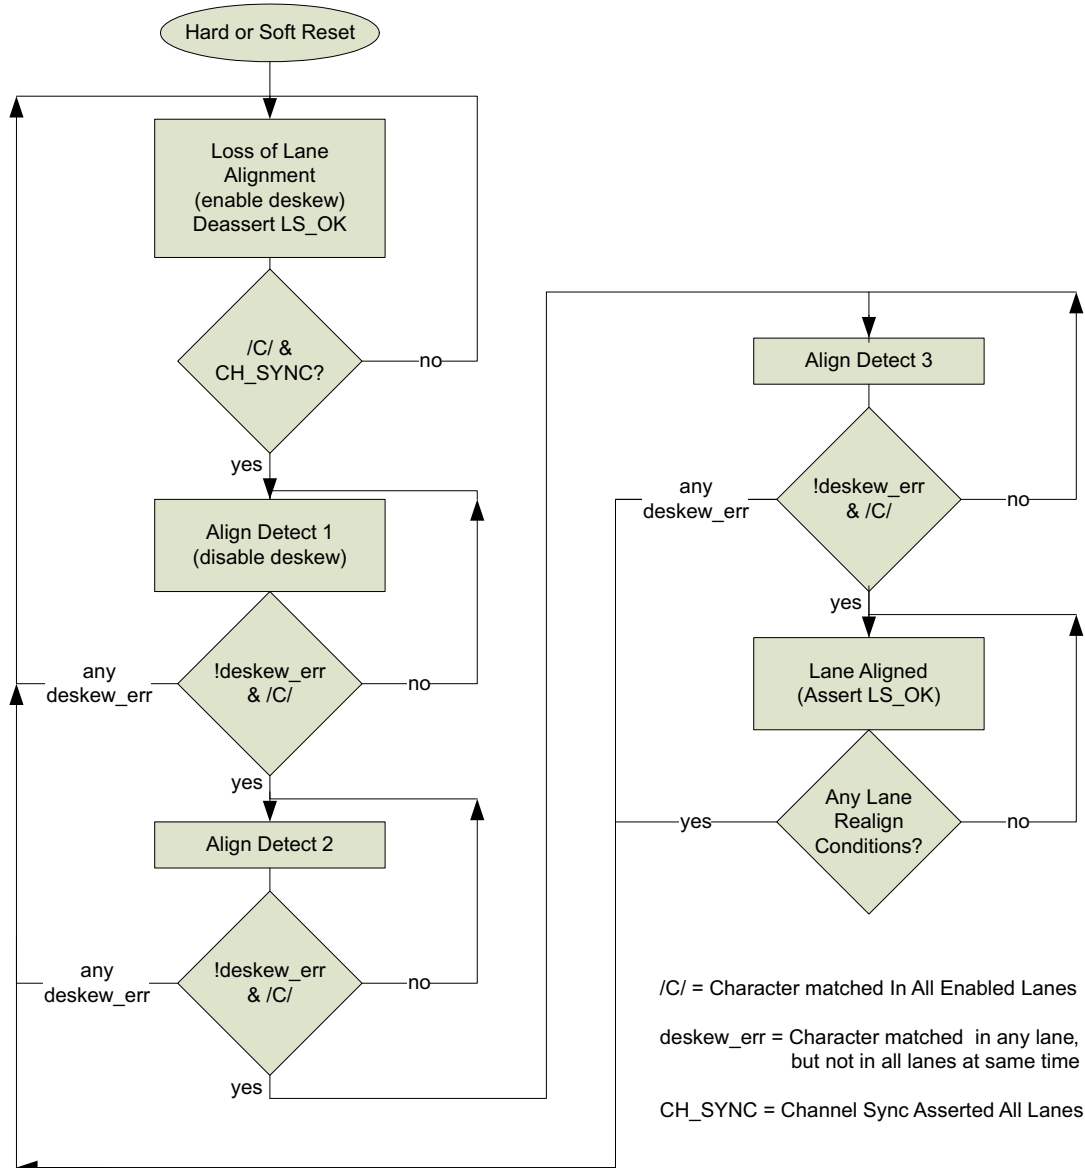 Hard or Soft Reset
Loss of Lane
Alignment
(enable deskew)
Deassert LS_OK
/C/ &
CH_SYNC?
no
yes
Align Detect 1
(disable deskew)
any
deskew_err
!deskew_err
& /C/
no
yes
Align Detect 2
any
deskew_err
!deskew_err
& /C/
no
yes
Align Detect 3
any
deskew_err
!deskew_err
& /C/
no
yes
Lane Aligned
(Assert LS_OK)
yes
Any Lane
Realign
Conditions?
no
/C/ = Character matched In All Enabled Lanes
deskew_err = Character matched in any lane,
but not in all lanes at same time
CH_SYNC = Channel Sync Asserted All Lanes